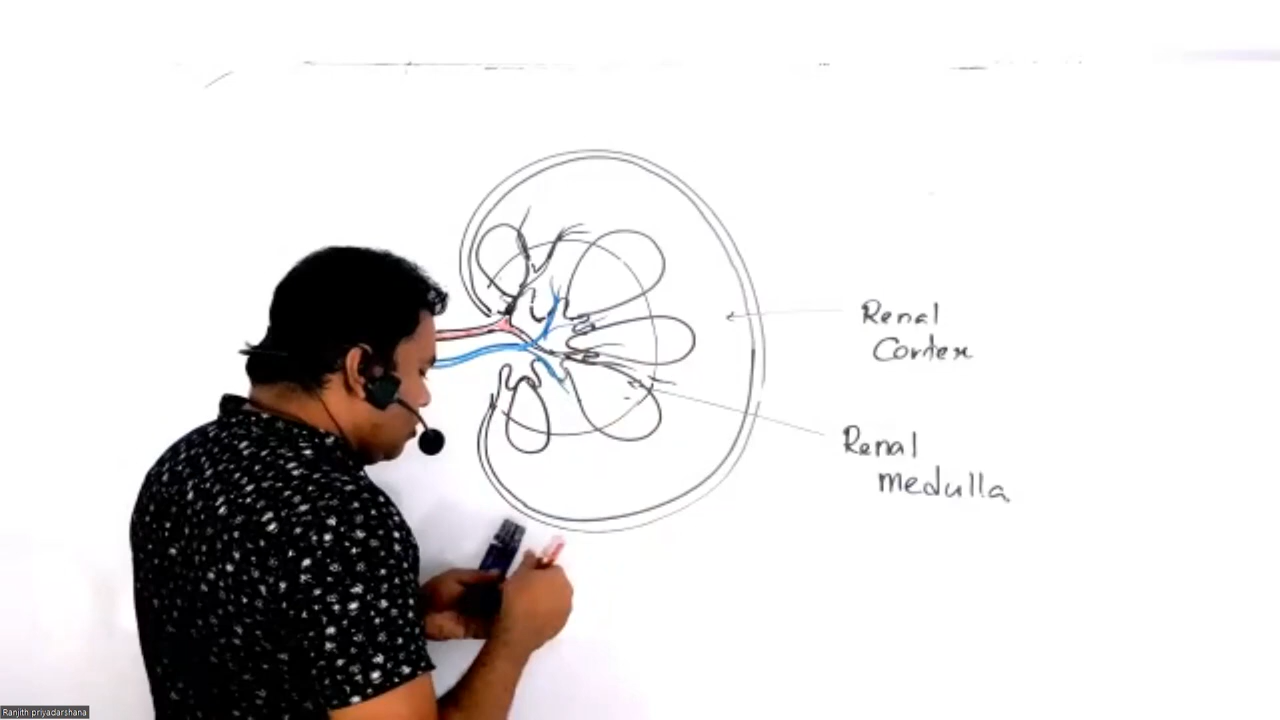 Renal
Cortex
Renal
medulla
Ranjith priyadarshana